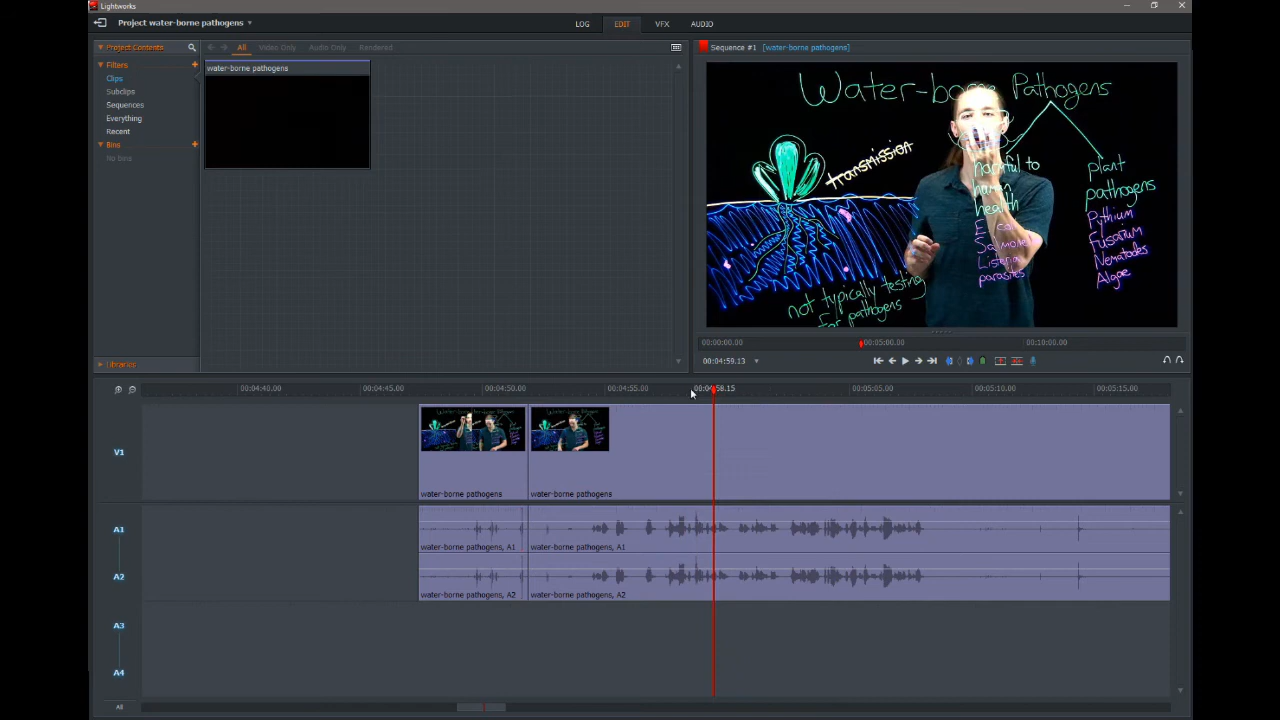 Lightworks
Project water-borne pathogens
LOG
EDIT
VFX
AUDIO
Project Contents
All
Video Only
Audio Only
Rendered
Filters
Clips
Subclips
Sequences
Everything
Recent
Bins
No bins
Libraries
water-borne pathogens
Sequence #1 [water-borne pathogens]
Water-borne Pathogens
transmission
harmful to
human
health
E. coli
Salmonella
Listeria
parasites
plant
pathogens
Pythium
Fusarium
Nematodes
Algae
not typically testing
for pathogens
00:00:00.00
00:05:00.00
00:10:00.00
00:04:59.13
00:04:40.00
00:04:45.00
00:04:50.00
00:04:55.00
00:04:58.15
00:05:05.00
00:05:10.00
00:05:15.00
V1
water-borne pathogens
water-borne pathogens
A1
water-borne pathogens, A1
water-borne pathogens, A1
A2
water-borne pathogens, A2
water-borne pathogens, A2
A3
A4
All